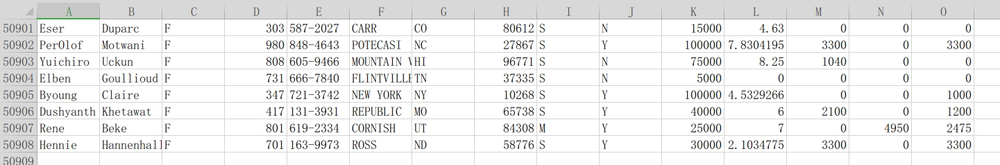 A B C D E F G H I J K L M N O
50901 Eser Duparc F 303 587-2027 CARR CO 80612 S N 15000 4.63 0 0 0
50902 PerOlof Motwani F 980 848-4643 POTECASI NC 27867 S Y 100000 7.8304195 3300 0 3300
50903 Yuichiro Uckun F 808 605-9466 MOUNTAIN V HI 96771 S N 75000 8.25 1040 0 0
50904 Elben Goullioud F 731 666-7840 FLINTVILLE TN 37335 S N 5000 0 0 0 0
50905 Byoung Claire F 347 721-3742 NEW YORK NY 10268 S Y 100000 4.5329266 0 0 1000
50906 Dushyanth Khetawat F 417 131-3931 REPUBLIC MO 65738 S Y 40000 6 2100 0 1200
50907 Rene Beke F 801 619-2334 CORNISH UT 84308 M Y 25000 7 0 4950 2475
50908 Hennie Hannenhall F 701 163-9973 ROSS ND 58776 S Y 30000 2.1034775 3300 0 3300
50909